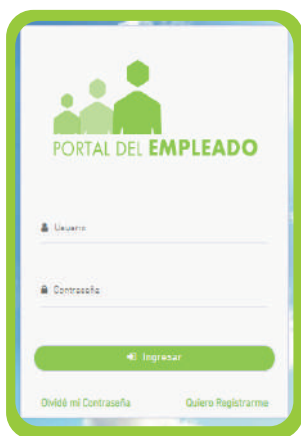 PORTAL DEL EMPLEADO
Usuario
Contraseña
Ingresar
Olvidé mi Contraseña Quiero Registrarme